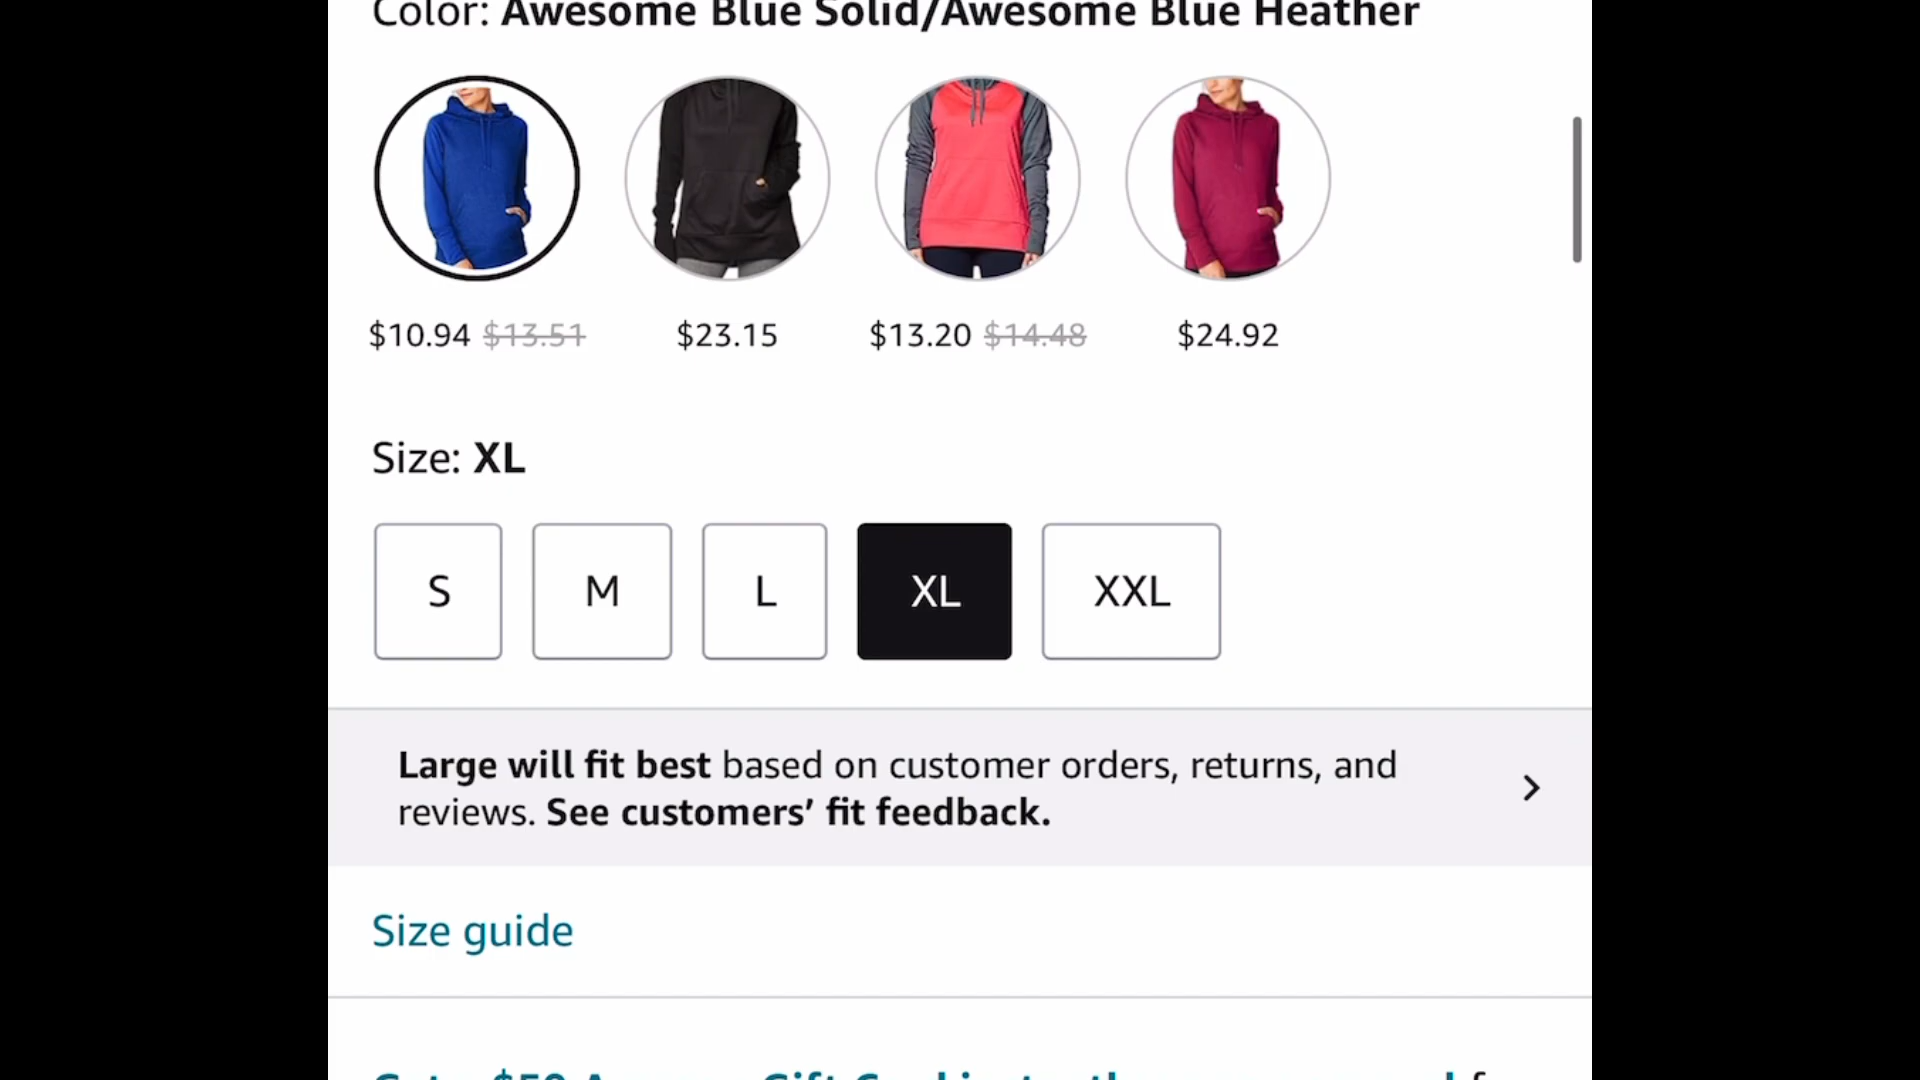 Color: Awesome Blue Solid/Awesome Blue Heather
$10.94 $13.51 $23.15 $13.20 $14.48 $24.92
Size: XL
S M L XL XXL
Large will fit best based on customer orders, returns, and
reviews. See customers’ fit feedback.
Size guide